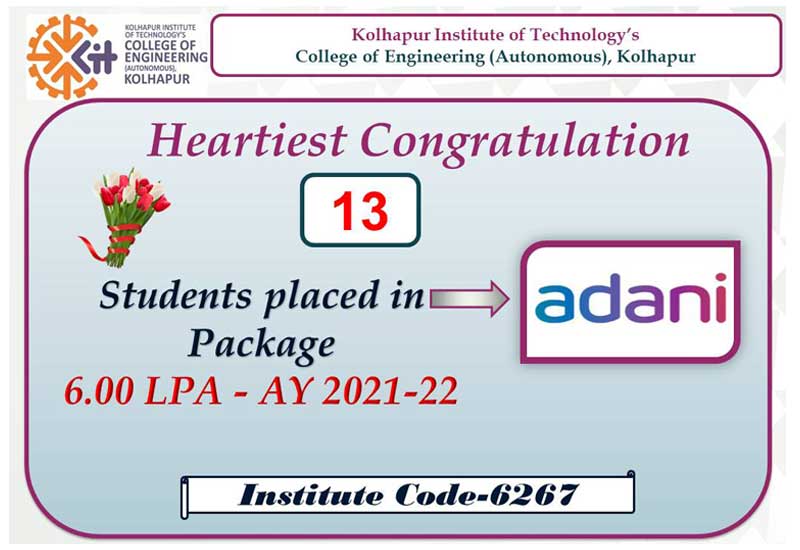 KOLHAPUR INSTITUTE
OF TECHNOLOGY'S
COLLEGE OF
ENGINEERING
(AUTONOMOUS),
KOLHAPUR
Kit
Kolhapur Institute of Technology's
College of Engineering (Autonomous), Kolhapur
Heartiest Congratulation
13
Students placed in
adani
Package
6.00 LPA - AY 2021-22
Institute Code-6267